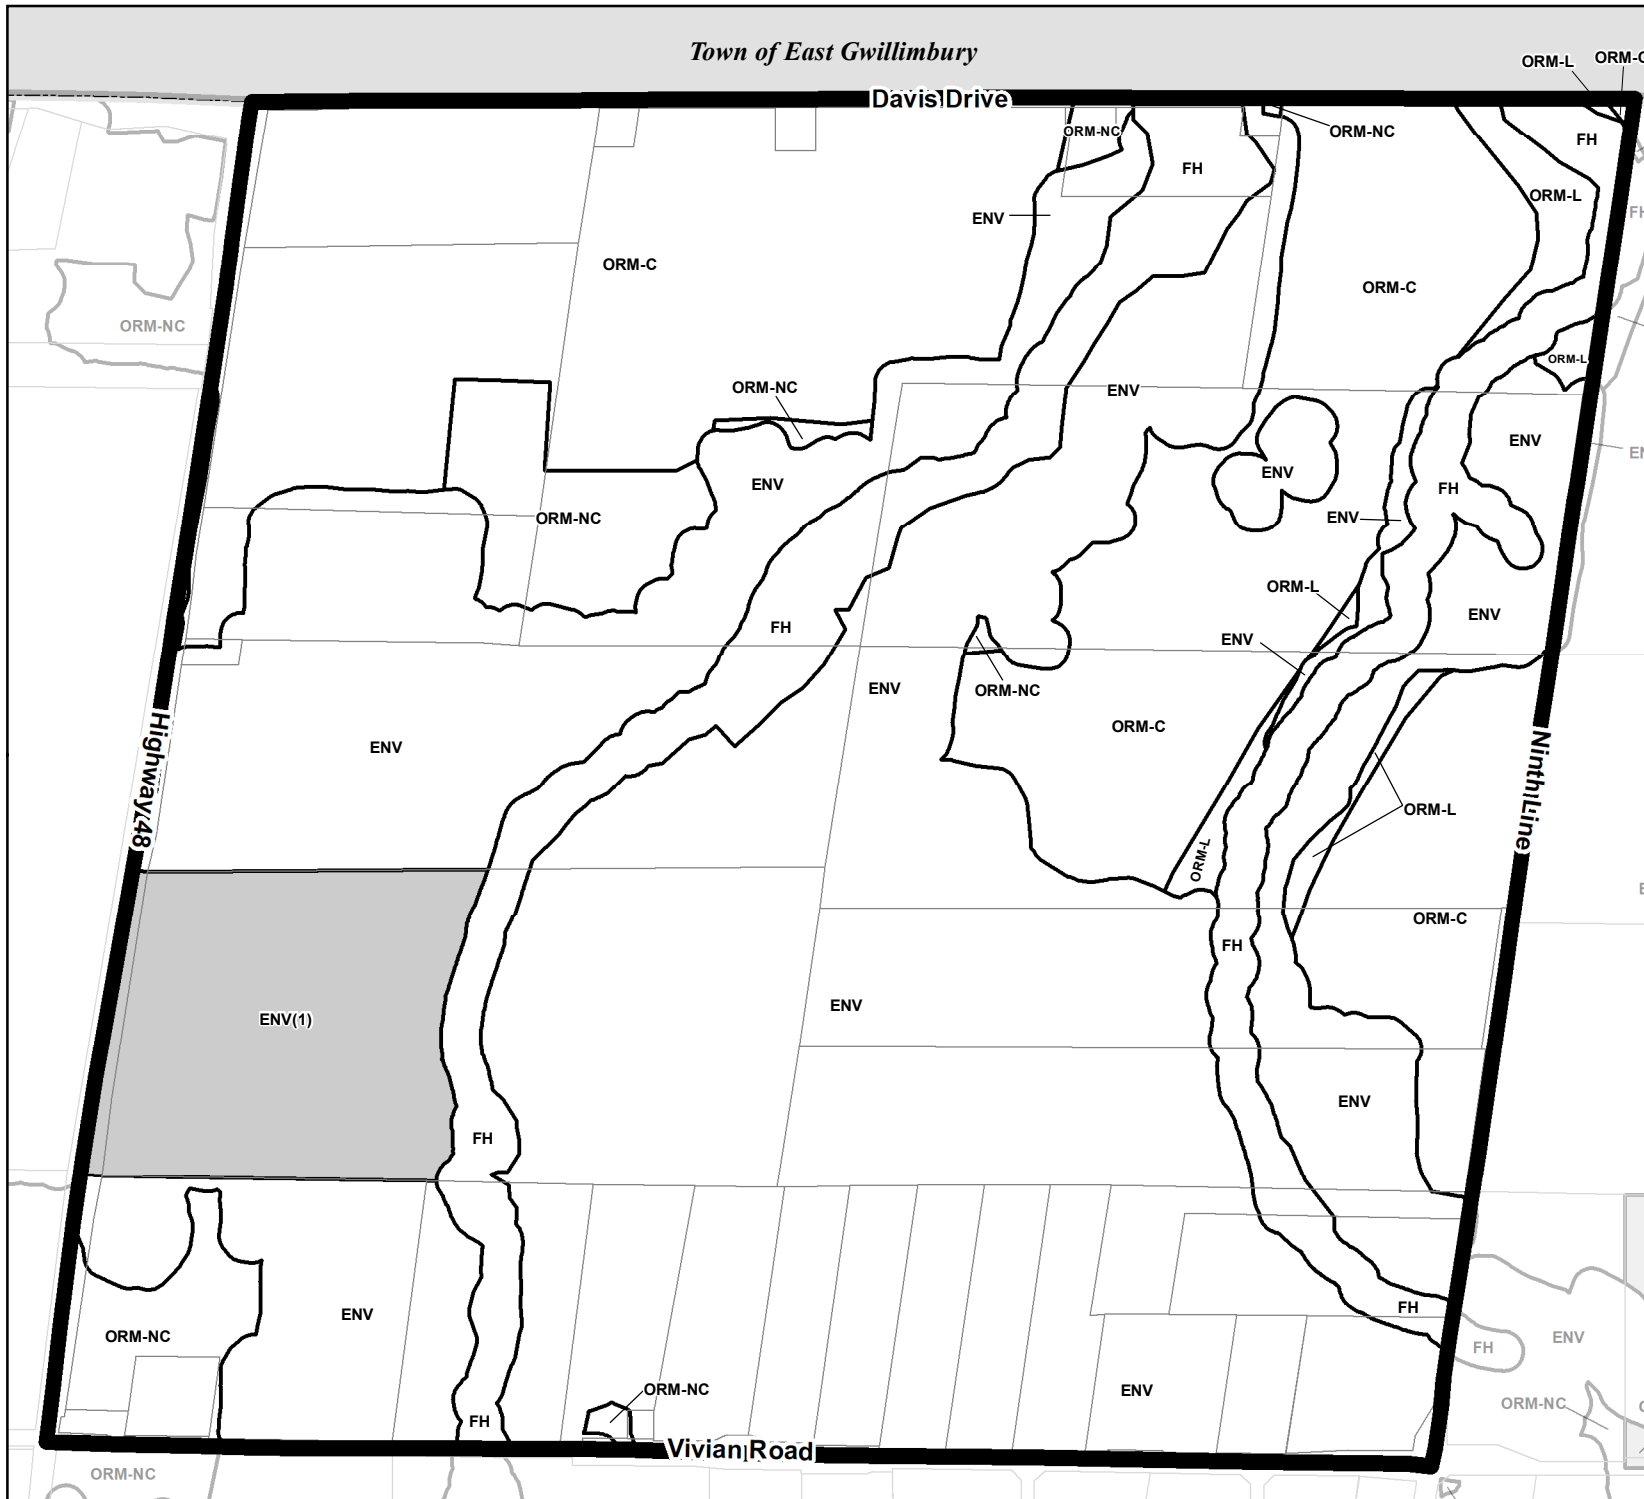 Town of East Gwillimbury
ORM-L
ORM-C
Davis Drive
ORM-NC
ORM-NC
FH
FH
ORM-L
FH
ENV
ORM-C
ORM-C
ORM-NC
ORM-L
ORM-NC
ENV
ENV
EN
ENV
ENV
FH
ORM-NC
ENV
ORM-L
ENV
FH
ENV
ENV
ORM-NC
ORM-C
ENV
Highway 48
Ninth Line
ORM-L
ORM-L
E
ORM-C
FH
ENV
ENV(1)
ENV
FH
FH
ENV
ENV
ORM-NC
FH
ENV
ORM-NC
ORM-NC
FH
Vivian Road
ORM-NC